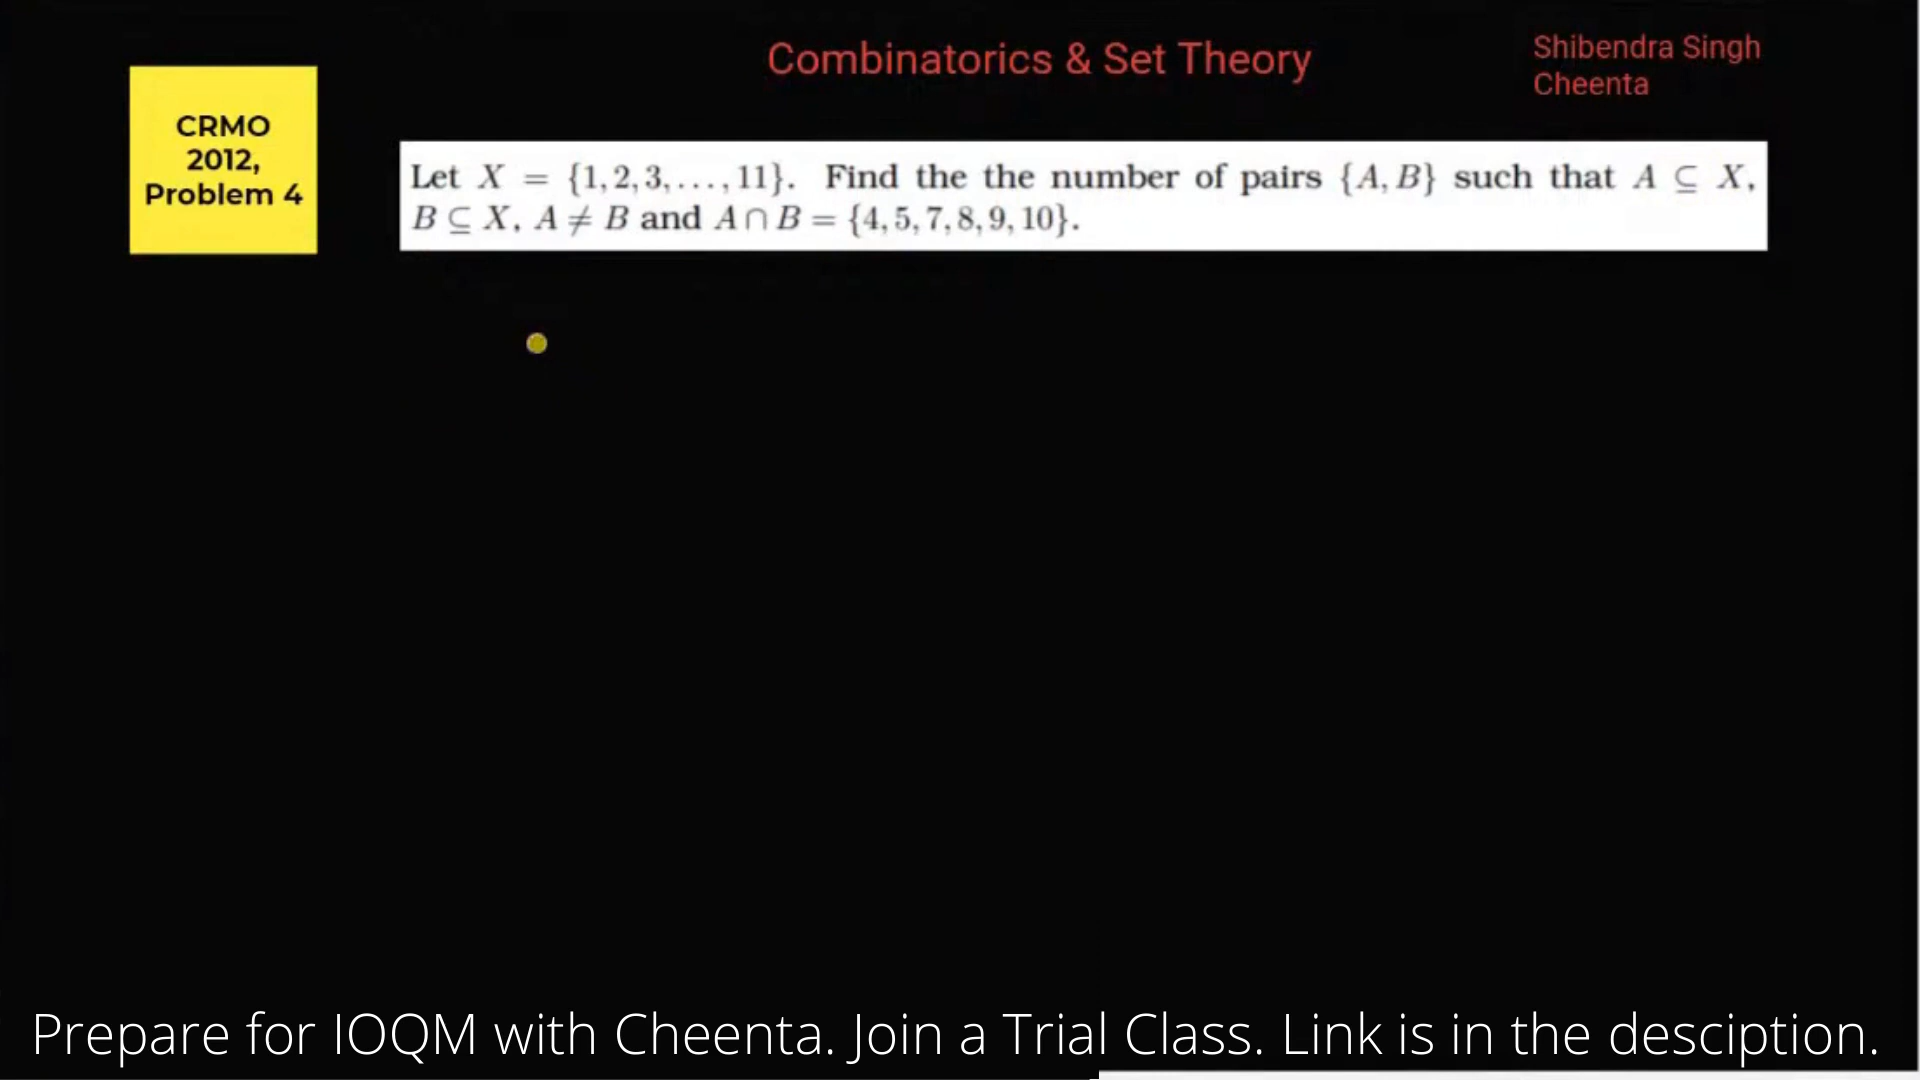 Combinatorics & Set Theory
Shibendra Singh
Cheenta
CRMO
2012,
Problem 4
Let X = {1, 2, 3, . . . , 11}. Find the the number of pairs {A, B} such that A ⊆ X,
B ⊆ X, A ≠ B and A ∩ B = {4, 5, 7, 8, 9, 10}.
Prepare for IOQM with Cheenta. Join a Trial Class. Link is in the desciption.